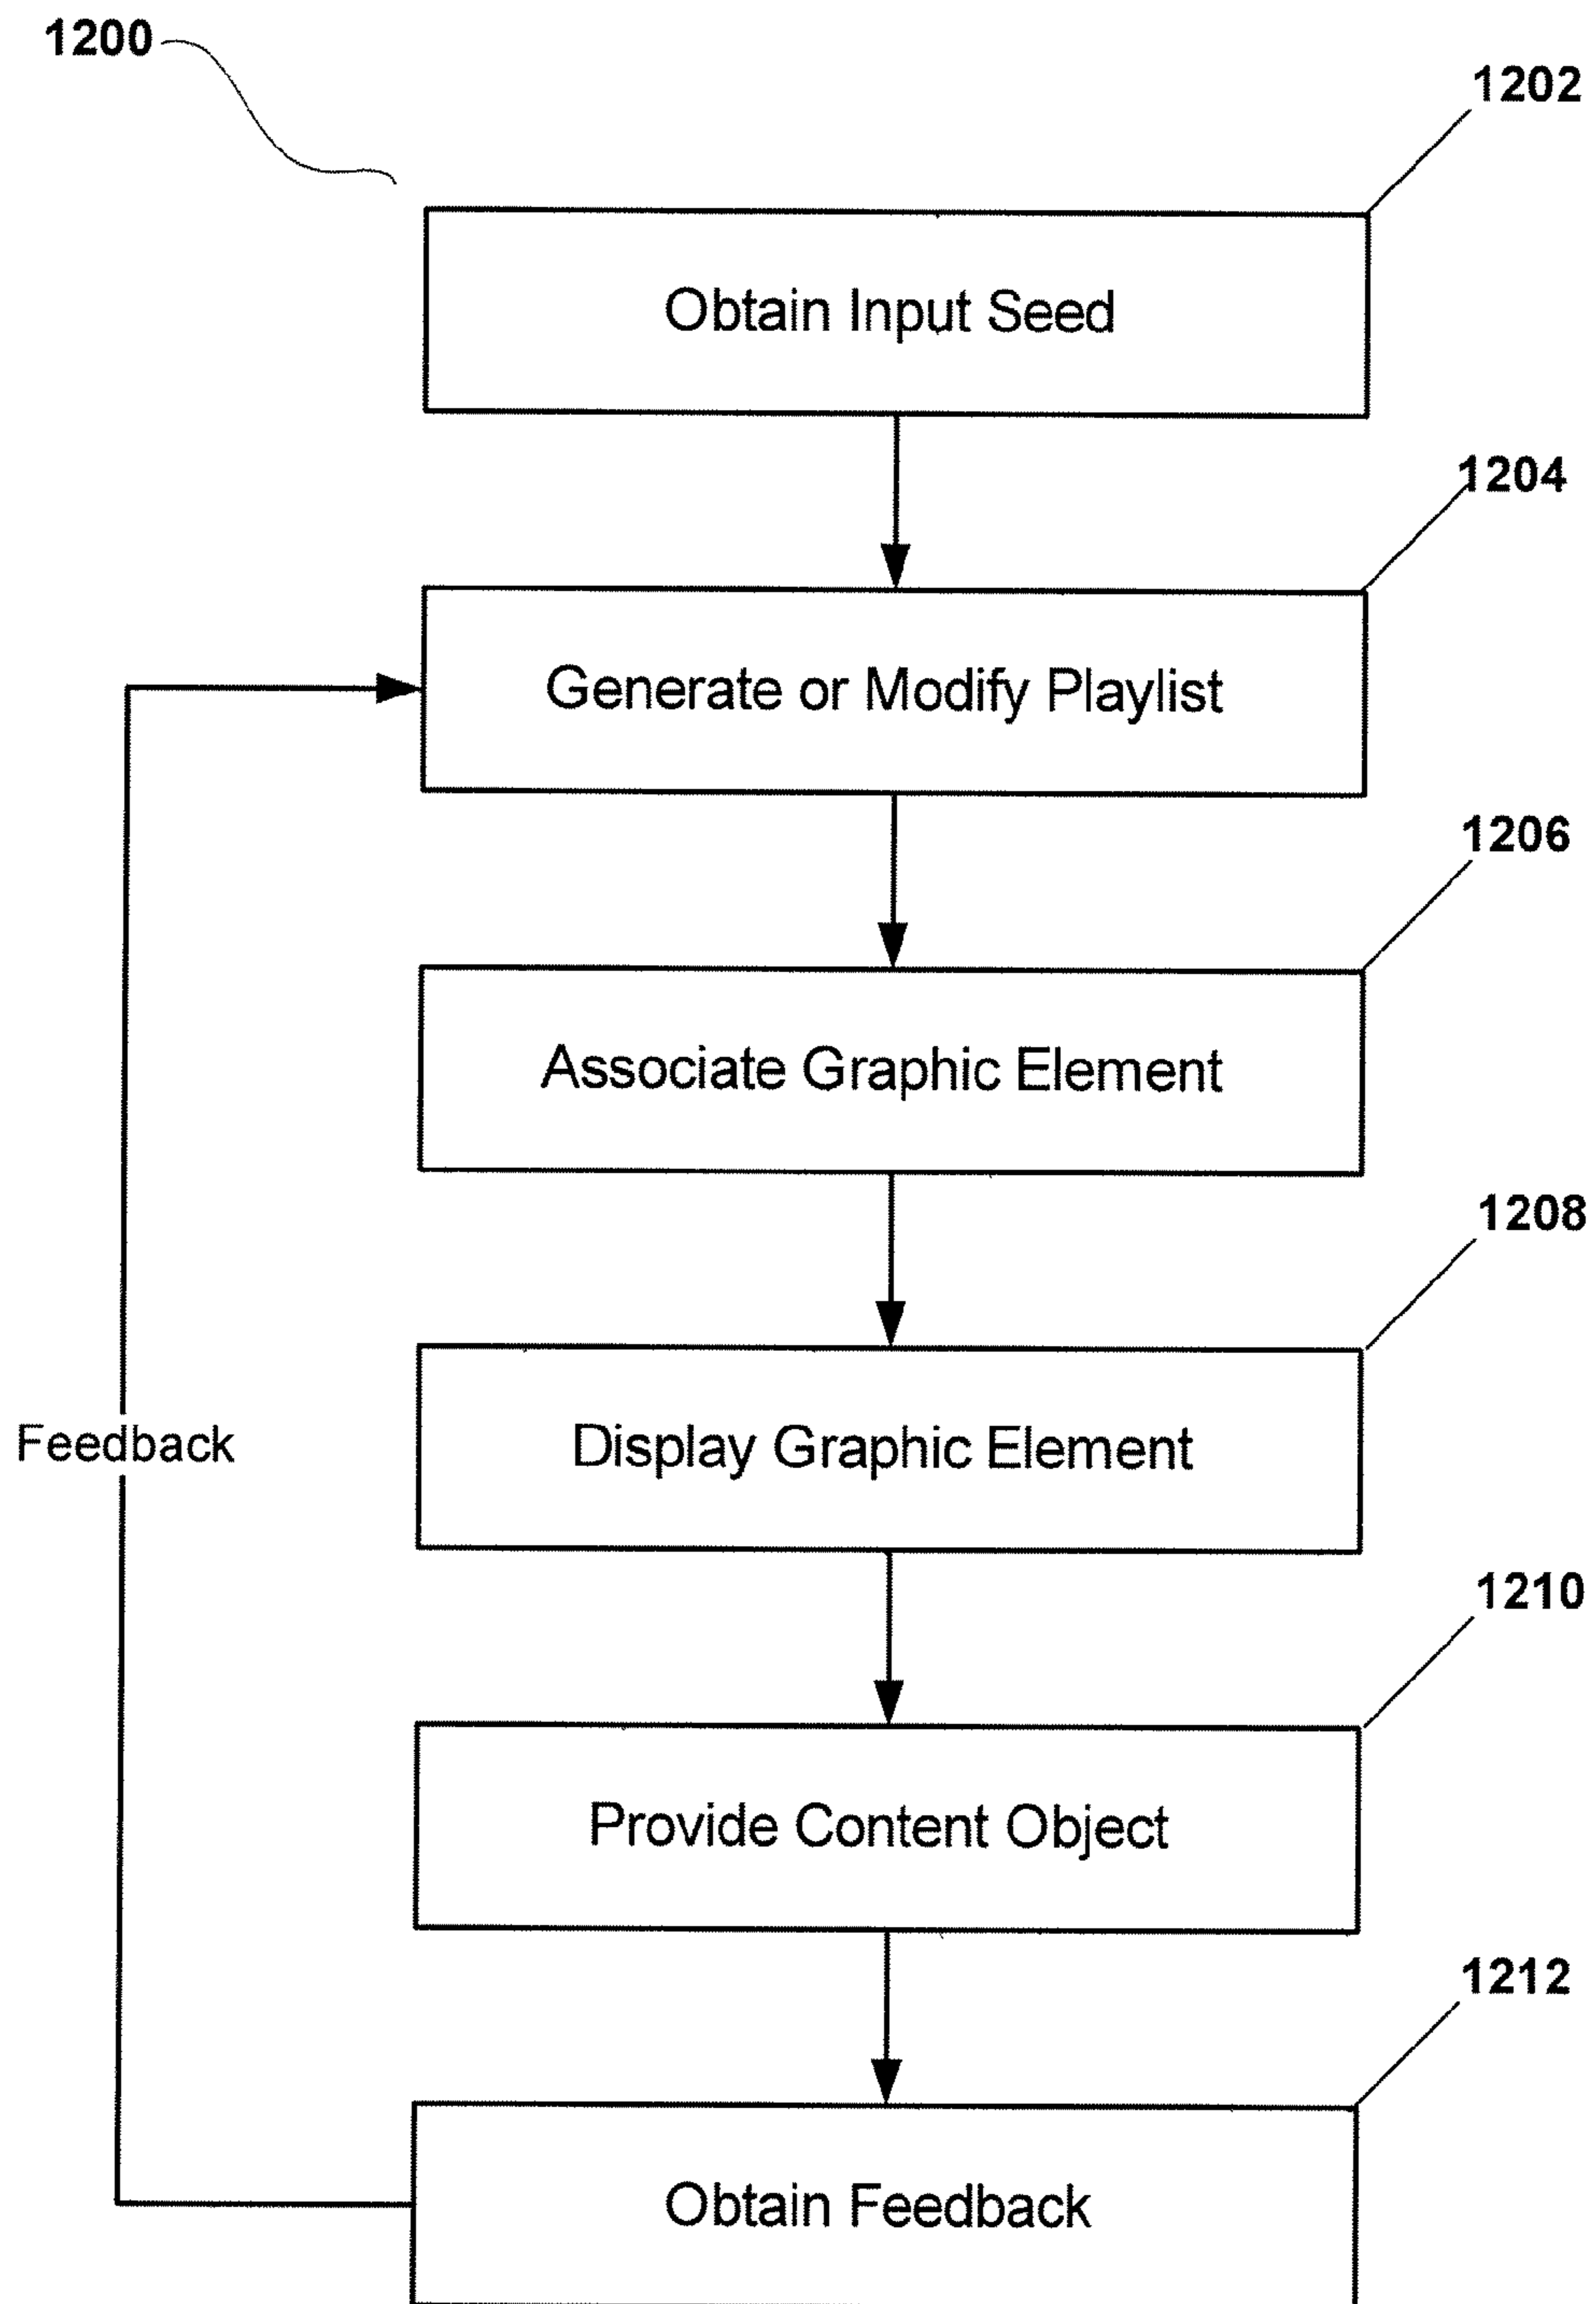 1200
1202
Obtain Input Seed
1204
Generate or Modify Playlist
1206
Associate Graphic Element
1208
Feedback
Display Graphic Element
1210
Provide Content Object
1212
Obtain Feedback